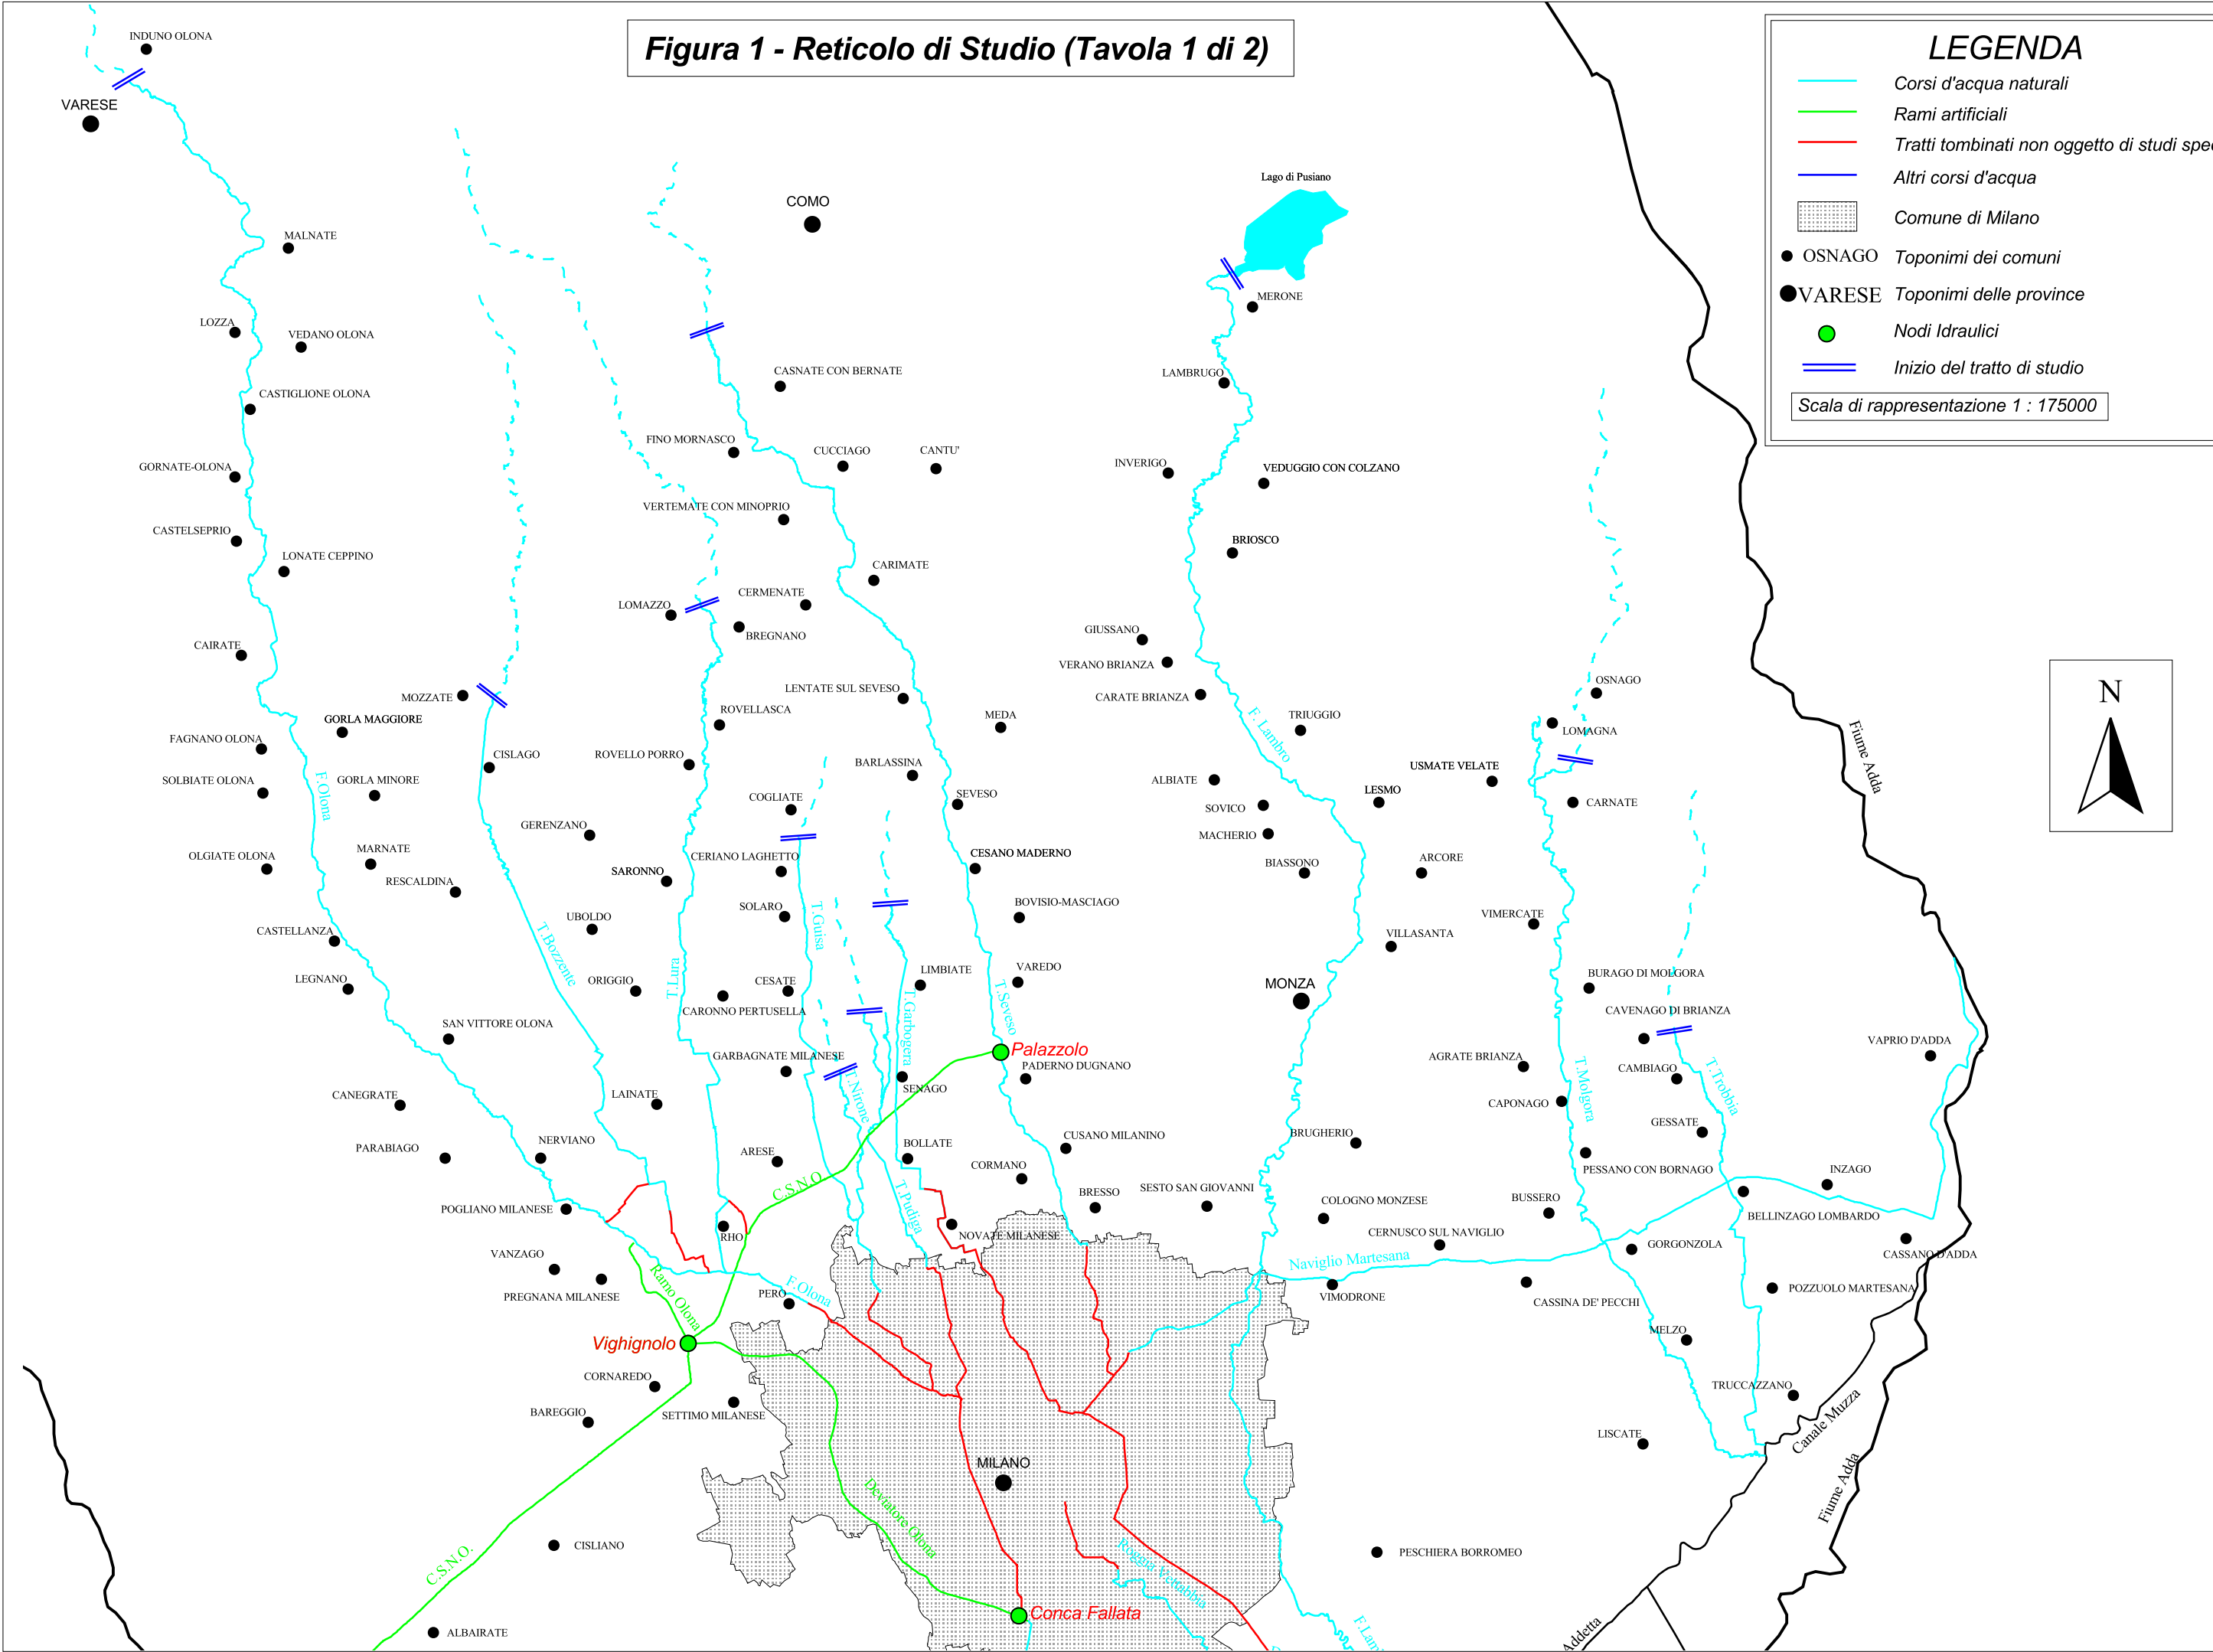 Figura 1 - Reticolo di Studio (Tavola 1 di 2)
LEGENDA
Corsi d'acqua naturali
Rami artificiali
Tratti tombinati non oggetto di studi
Altri corsi d'acqua
Comune di Milano
OSNAGO Toponimi dei comuni
VARESE Toponimi delle province
Nodi Idraulici
Inizio del tratto di studio
Scala di rappresentazione 1 : 175000
N
INDUNO OLONA
VARESE
Lago di Pusiano
COMO
MALNATE
MERONE
LOZZA
VEDANO OLONA
CASNATE CON BERNATE
LAMBRUGO
CASTIGLIONE OLONA
FINO MORNASCO
CUCCIAGO
CANTU'
GORNATE-OLONA
INVERIGO
VEDUGGIO CON COLZANO
VERTEMATE CON MINOPRIO
CASTELSEPRIO
LONATE CEPPINO
BRIOSCO
CARIMATE
CERMENATE
LOMAZZO
BREGNANO
GIUSSANO
CAIRATE
VERANO BRIANZA
OSNAGO
MOZZATE
LENTATE SUL SEVESO
CARATE BRIANZA
ROVELLASCA
MEDA
F. Lambro
TRIUGGIO
GORLA MAGGIORE
LOMAGNA
FAGNANO OLONA
CISLAGO
ROVELLO PORRO
BARLASSINA
USMATE VELATE
Fiume Adda
SOLBIATE OLONA
F.Olona
GORLA MINORE
COGLIATE
SEVESO
ALBIATE
SOVICO
LESMO
CARNATE
GERENZANO
MACHERIO
OLGIATE OLONA
MARNATE
CERIANO LAGHETTO
CESANO MADERNO
BIASSONO
ARCORE
RESCALDINA
SARONNO
SOLARO
T.Guisa
BOVISIO-MASCIAGO
UBOLDO
VIMERCATE
CASTELLANZA
T.Bozzente
VILLASANTA
LEGNANO
ORIGGIO
T.Lura
CESATE
LIMBIATE
VAREDO
MONZA
BURAGO DI MOLGORA
CARONNO PERTUSELLA
T.Garbogera
T.Seveso
CAVENAGO DI BRIANZA
SAN VITTORE OLONA
VAPRIO D'ADDA
GARBAGNATE MILANESE
Palazzolo
AGRATE BRIANZA
PADERNO DUGNANO
CAMBIAGO
T.Trobbia
CANEGRATE
LAINATE
T.Nirone
SENAGO
T.Molgora
CAPONAGO
GESSATE
PARABIAGO
NERVIANO
ARESE
BOLLATE
CUSANO MILANINO
BRUGHERIO
CORMANO
PESSANO CON BORNAGO
INZAGO
C.S.N.O.
T.Pudiga
BRESSO
SESTO SAN GIOVANNI
COLOGNO MONZESE
BUSSERO
POGLIANO MILANESE
BELLINZAGO LOMBARDO
RHO
NOVATE MILANESE
CERNUSCO SUL NAVIGLIO
GORGONZOLA
VANZAGO
Naviglio Martesana
CASSANO D'ADDA
PREGNANA MILANESE
Ramo Olona
PERO
F.Olona
VIMODRONE
CASSINA DE' PECCHI
POZZUOLO MARTESANA
Vighignolo
MELZO
CORNAREDO
TRUCCAZZANO
BAREGGIO
SETTIMO MILANESE
LISCATE
Canale Muzza
MILANO
Deviatore Olona
Fiume Adda
CISLIANO
C.S.N.O.
Roggia Vettabbia
PESCHIERA BORROMEO
Conca Fallata
ALBAIRATE
Addetta